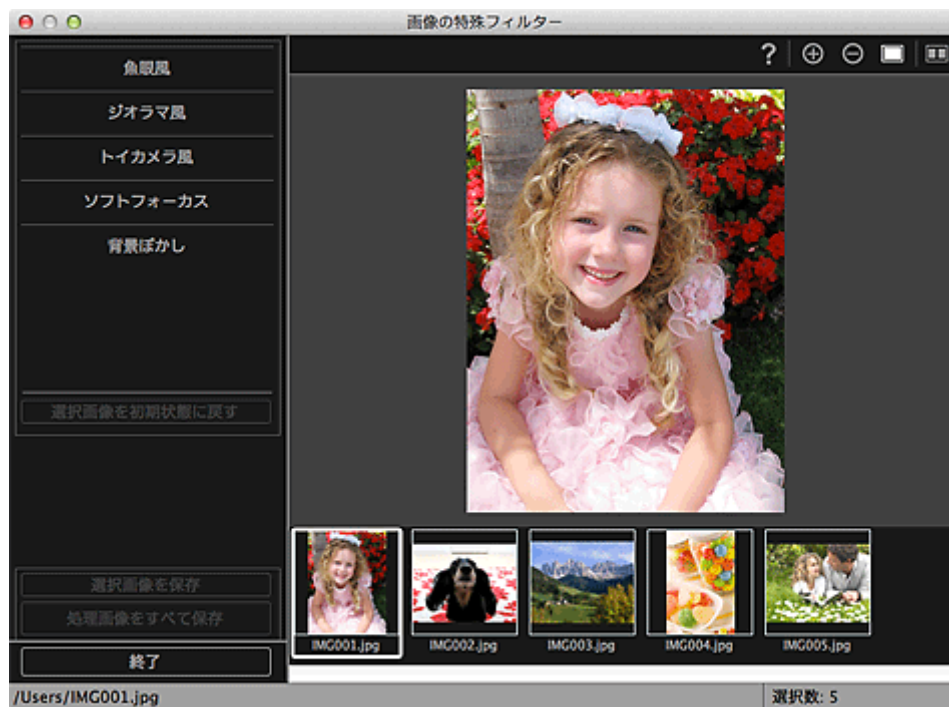 画像の特殊フィルター
魚眼風
ジオラマ風
トイカメラ風
ソフトフォーカス
背景ぼかし
選択画像を初期状態に戻す
選択画像を保存
処理画像をすべて保存
終了
?
IMG001.jpg
IMG002.jpg
IMG003.jpg
IMG004.jpg
IMG005.jpg
/Users/IMG001.jpg
選択数: 5